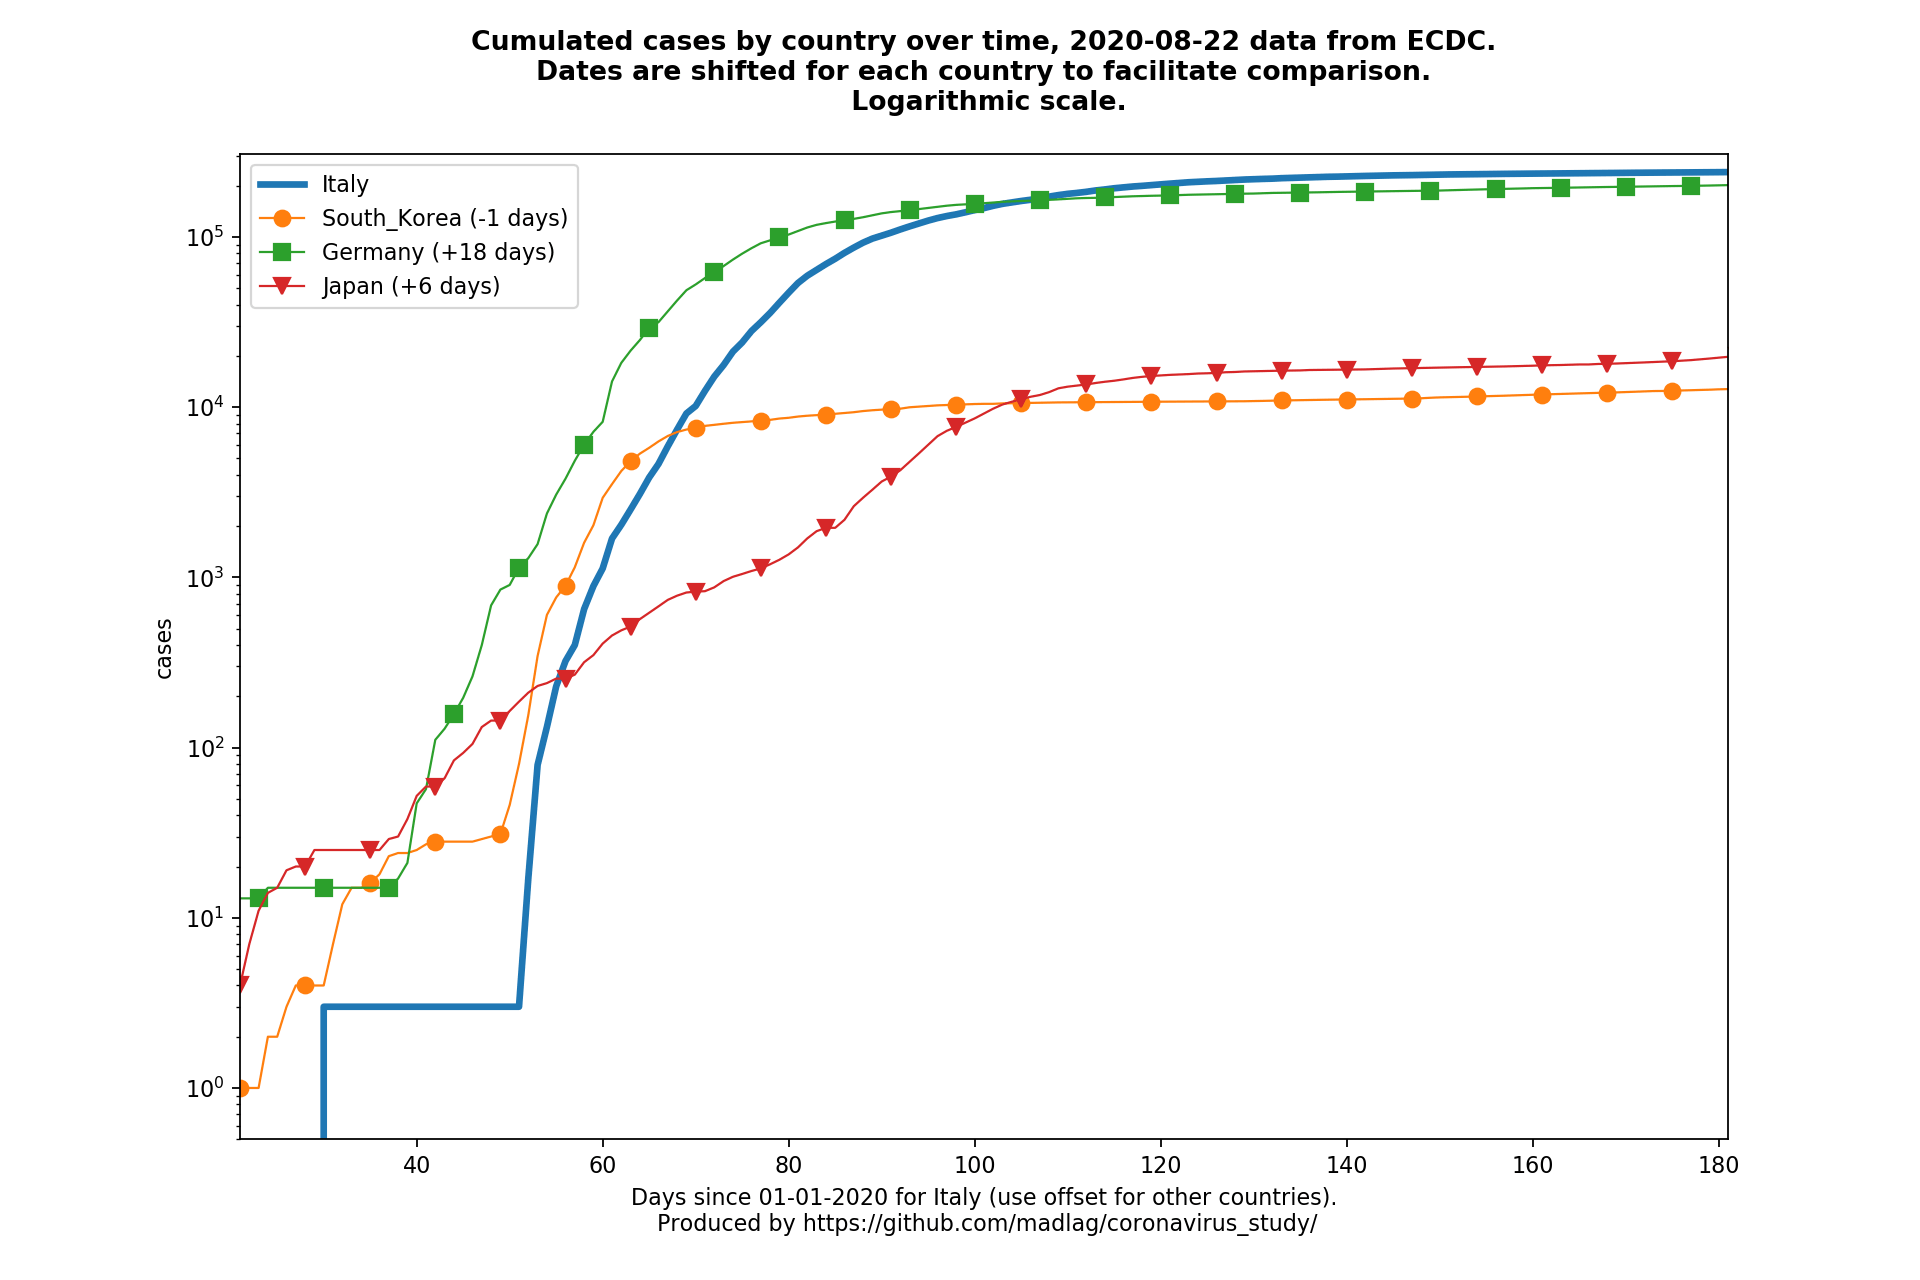 Cumulated cases by country over time, 2020-08-22 data from ECDC.
Dates are shifted for each country to facilitate comparison.
Logarithmic scale.
Italy
South_Korea (-1 days)
Germany (+18 days)
Japan (+6 days)
10^5
10^4
10^3
10^2
10^1
10^0
cases
40 60 80 100 120 140 160 180
Days since 01-01-2020 for Italy (use offset for other countries).
Produced by https://github.com/madlag/coronavirus_study/